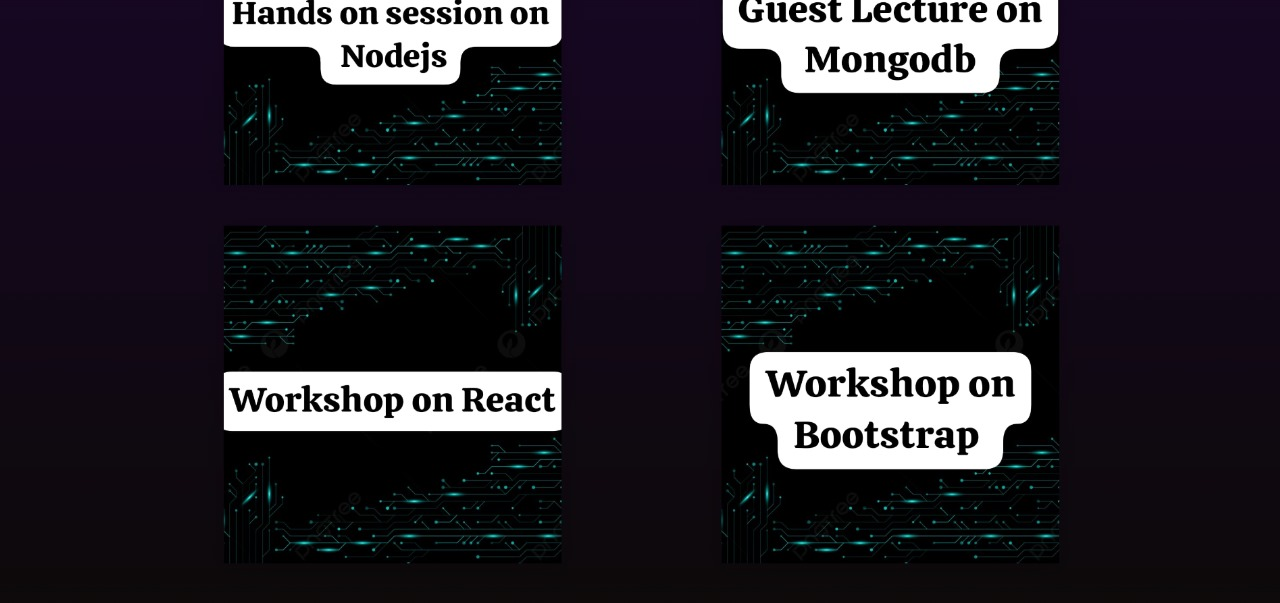 Hands on session on
Nodejs
Guest Lecture on
Mongodb
Workshop on React
Workshop on
Bootstrap